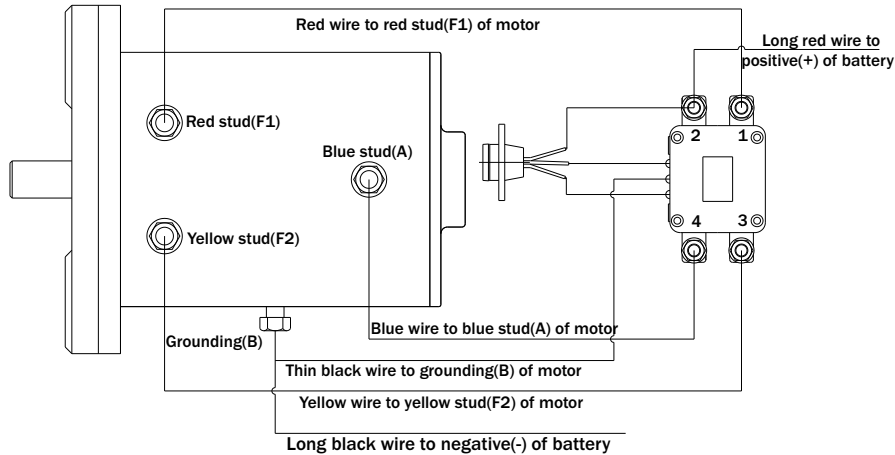 Red wire to red stud(F1) of motor
Long red wire to
positive(+) of battery
Red stud(F1)
2 1
Blue stud(A)
4 3
Yellow stud(F2)
Blue wire to blue stud(A) of motor
Grounding(B)
Thin black wire to grounding(B) of motor
Yellow wire to yellow stud(F2) of motor
Long black wire to negative(-) of battery